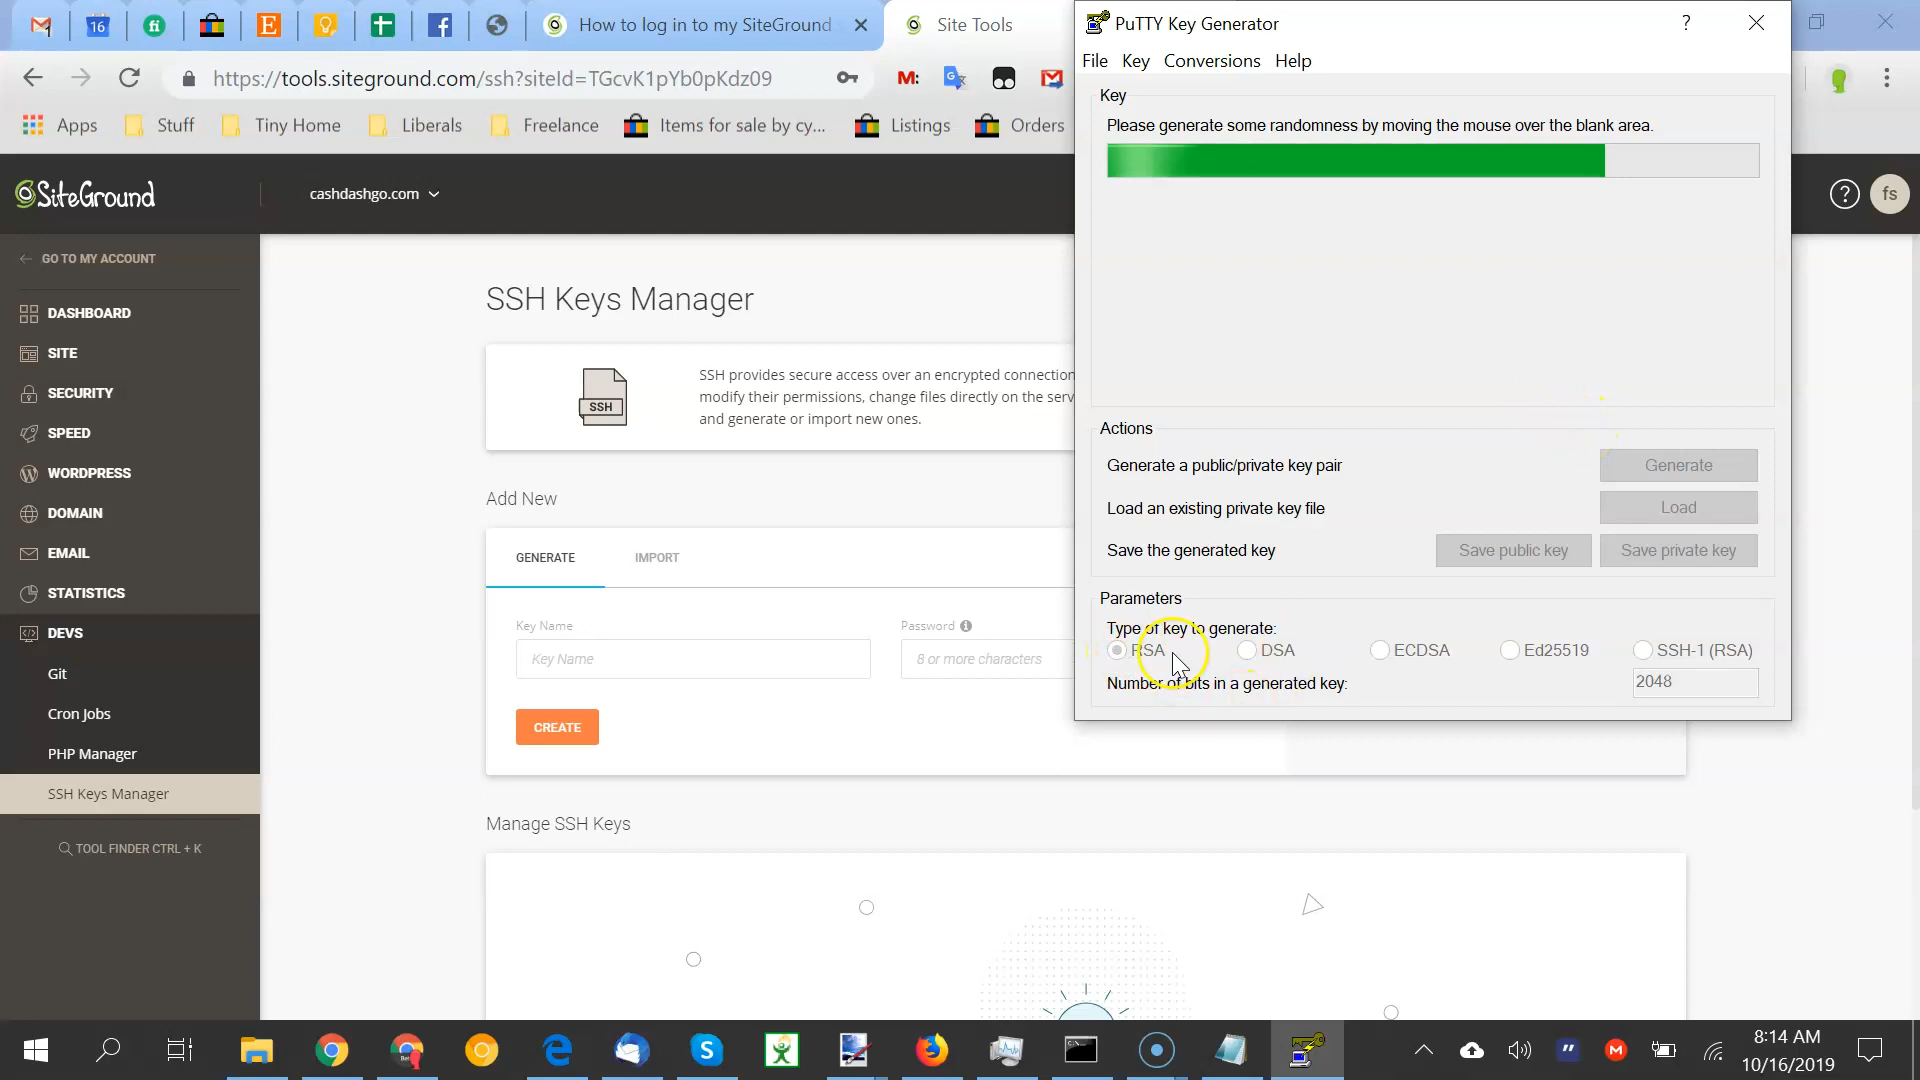 How to log in to my SiteGround
Site Tools
https://tools.siteground.com/ssh?siteId=TGcvK1pYb0pKdz09
M:
Apps
Stuff
Tiny Home
Liberals
Freelance
Items for sale by cy...
Listings
Orders
SiteGround
cashdashgo.com
fs
GO TO MY ACCOUNT
DASHBOARD
SITE
SECURITY
SPEED
WORDPRESS
DOMAIN
EMAIL
STATISTICS
DEVS
Git
Cron Jobs
PHP Manager
SSH Keys Manager
TOOL FINDER CTRL + K
SSH Keys Manager
SSH
SSH provides secure access over an encrypted connection
modify their permissions, change files directly on the serv
and generate or import new ones.
Add New
GENERATE
IMPORT
Key Name
Password
Key Name
8 or more characters
CREATE
Manage SSH Keys
PuTTY Key Generator
File Key Conversions Help
Key
Please generate some randomness by moving the mouse over the blank area.
Actions
Generate a public/private key pair
Generate
Load an existing private key file
Load
Save the generated key
Save public key
Save private key
Parameters
Type of key to generate:
RSA
DSA
ECDSA
Ed25519
SSH-1 (RSA)
Number of bits in a generated key:
2048
8:14 AM
10/16/2019